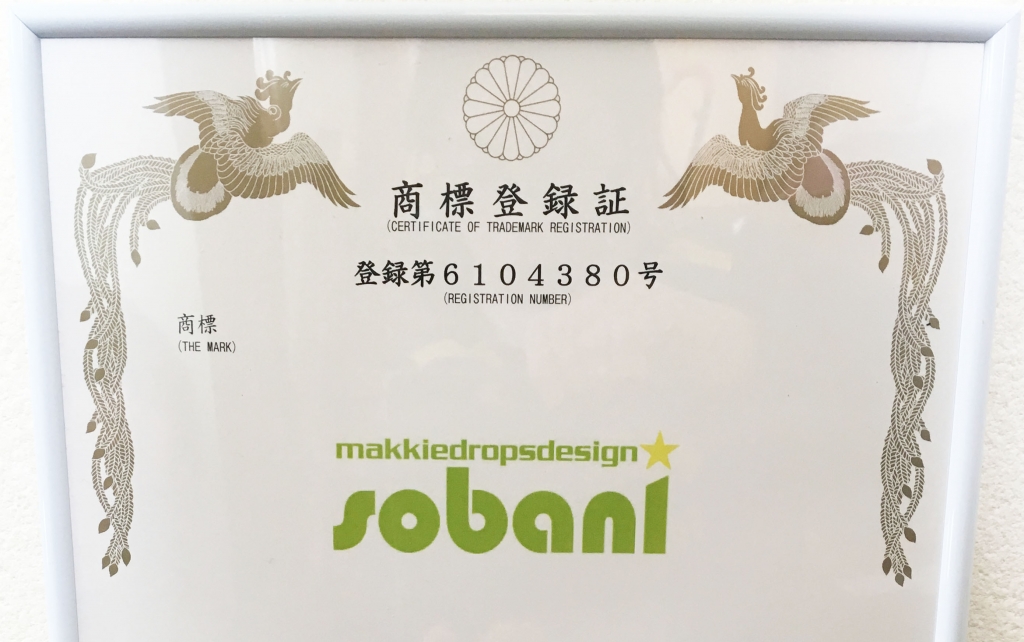 商標登録証
(CERTIFICATE OF TRADEMARK REGISTRATION)
登録第６１０４３８０号
(REGISTRATION NUMBER)
商標
(THE MARK)
makkiedropsdesign
sobani